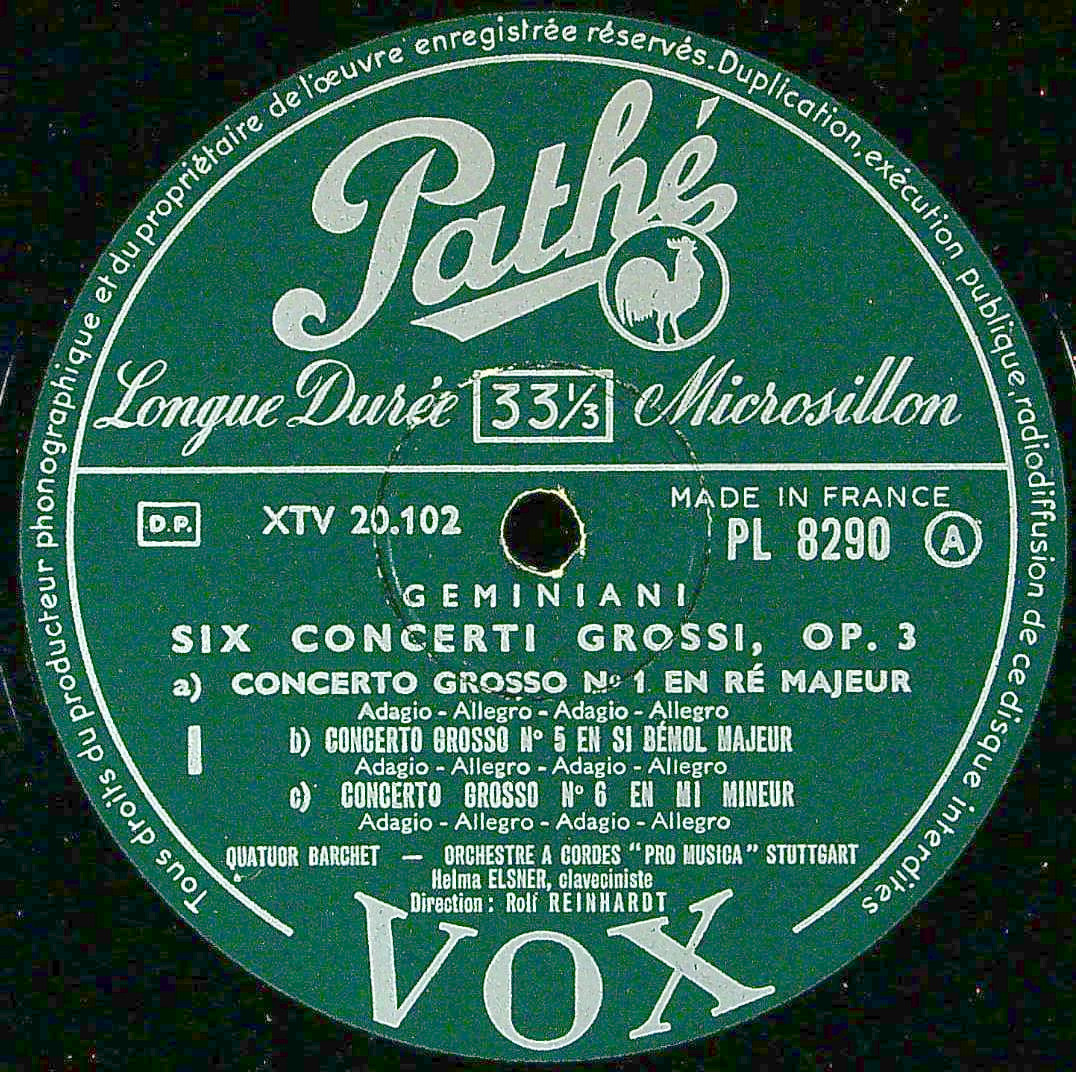 Tous droits du producteur phonographique et du propriétaire de l'œuvre enregistrée réservés. Duplication, exécution publique, radiodiffusion de ce disque interdites
Pathé
Longue Durée 33⅓ Microsillon
MADE IN FRANCE
D.P. XTV 20.102 PL 8290 A
GEMINIANI
SIX CONCERTI GROSSI, OP. 3
a) CONCERTO GROSSO Nº 1 EN RÉ MAJEUR
Adagio - Allegro - Adagio - Allegro
I b) CONCERTO GROSSO Nº 5 EN SI BÉMOL MAJEUR
Adagio - Allegro - Adagio - Allegro
c) CONCERTO GROSSO Nº 6 EN MI MINEUR
Adagio - Allegro - Adagio - Allegro
QUATUOR BARCHET — ORCHESTRE A CORDES "PRO MUSICA" STUTTGART
Helma ELSNER, claveciniste
Direction : Rolf REINHARDT
VOX